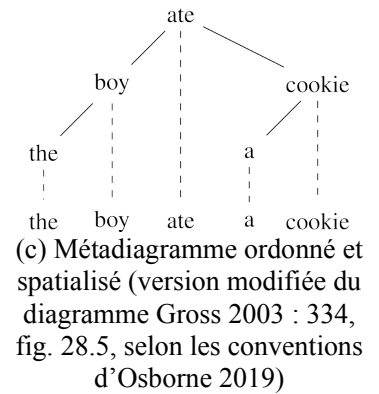 ate
boy cookie
the a
the boy ate a cookie
(c) Métadiagramme ordonné et
spatialisé (version modifiée du
diagramme Gross 2003 : 334,
fig. 28.5, selon les conventions
d’Osborne 2019)